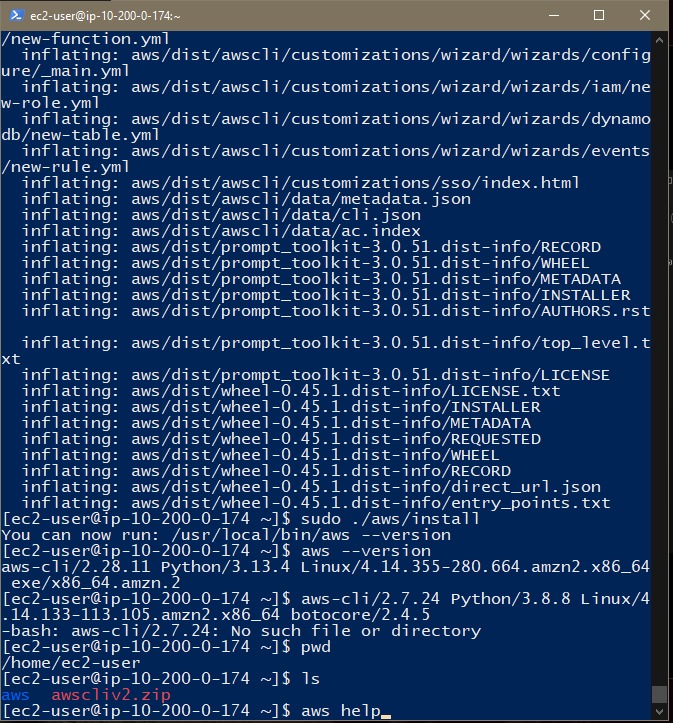 ec2-user@ip-10-200-0-174:~
/new-function.yml
  inflating: aws/dist/awscli/customizations/wizard/wizards/config
ure/_main.yml
  inflating: aws/dist/awscli/customizations/wizard/wizards/iam/ne
w-role.yml
  inflating: aws/dist/awscli/customizations/wizard/wizards/dynamo
db/new-table.yml
  inflating: aws/dist/awscli/customizations/wizard/wizards/events
/new-rule.yml
  inflating: aws/dist/awscli/customizations/sso/index.html
  inflating: aws/dist/awscli/data/metadata.json
  inflating: aws/dist/awscli/data/cli.json
  inflating: aws/dist/awscli/data/ac.index
  inflating: aws/dist/prompt_toolkit-3.0.51.dist-info/RECORD
  inflating: aws/dist/prompt_toolkit-3.0.51.dist-info/WHEEL
  inflating: aws/dist/prompt_toolkit-3.0.51.dist-info/METADATA
  inflating: aws/dist/prompt_toolkit-3.0.51.dist-info/INSTALLER
  inflating: aws/dist/prompt_toolkit-3.0.51.dist-info/AUTHORS.rst
  inflating: aws/dist/prompt_toolkit-3.0.51.dist-info/top_level.t
xt
  inflating: aws/dist/prompt_toolkit-3.0.51.dist-info/LICENSE
  inflating: aws/dist/wheel-0.45.1.dist-info/LICENSE.txt
  inflating: aws/dist/wheel-0.45.1.dist-info/INSTALLER
  inflating: aws/dist/wheel-0.45.1.dist-info/METADATA
  inflating: aws/dist/wheel-0.45.1.dist-info/REQUESTED
  inflating: aws/dist/wheel-0.45.1.dist-info/WHEEL
  inflating: aws/dist/wheel-0.45.1.dist-info/RECORD
  inflating: aws/dist/wheel-0.45.1.dist-info/direct_url.json
  inflating: aws/dist/wheel-0.45.1.dist-info/entry_points.txt
[ec2-user@ip-10-200-0-174 ~]$ sudo ./aws/install
You can now run: /usr/local/bin/aws --version
[ec2-user@ip-10-200-0-174 ~]$ aws --version
aws-cli/2.28.11 Python/3.13.4 Linux/4.14.355-280.664.amzn2.x86_64
 exe/x86_64.amzn.2
[ec2-user@ip-10-200-0-174 ~]$ aws-cli/2.7.24 Python/3.8.8 Linux/4
.14.133-113.105.amzn2.x86_64 botocore/2.4.5
-bash: aws-cli/2.7.24: No such file or directory
[ec2-user@ip-10-200-0-174 ~]$ pwd
/home/ec2-user
[ec2-user@ip-10-200-0-174 ~]$ ls
aws  awscliv2.zip
[ec2-user@ip-10-200-0-174 ~]$ aws help